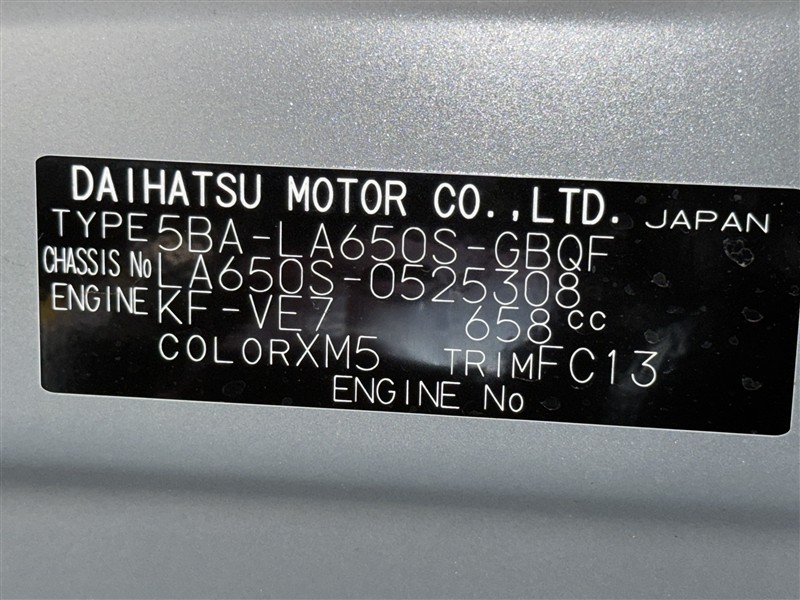 DAIHATSU MOTOR CO.,LTD. JAPAN
TYPE 5BA-LA650S-GBQF
CHASSIS No LA650S-0525308
ENGINE KF-VE7 658 cc
COLOR XM5 TRIM FC13
ENGINE No